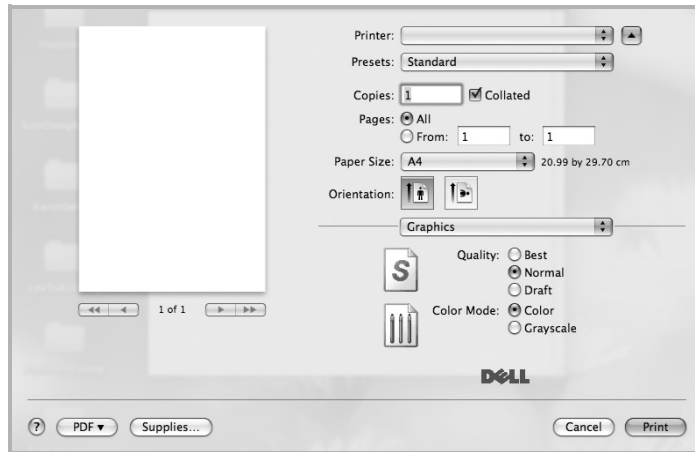 Printer:
Presets: Standard
Copies: 1 Collated
Pages: All
From: 1 to: 1
Paper Size: A4 20.99 by 29.70 cm
Orientation:
Graphics
S
Quality: Best
Normal
Draft
Color Mode: Color
Grayscale
1 of 1
DELL
? PDF Supplies... Cancel Print